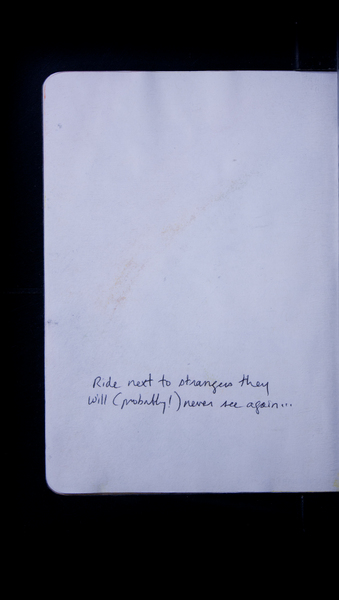 Ride next to strangers they
will (probably!) never see again...